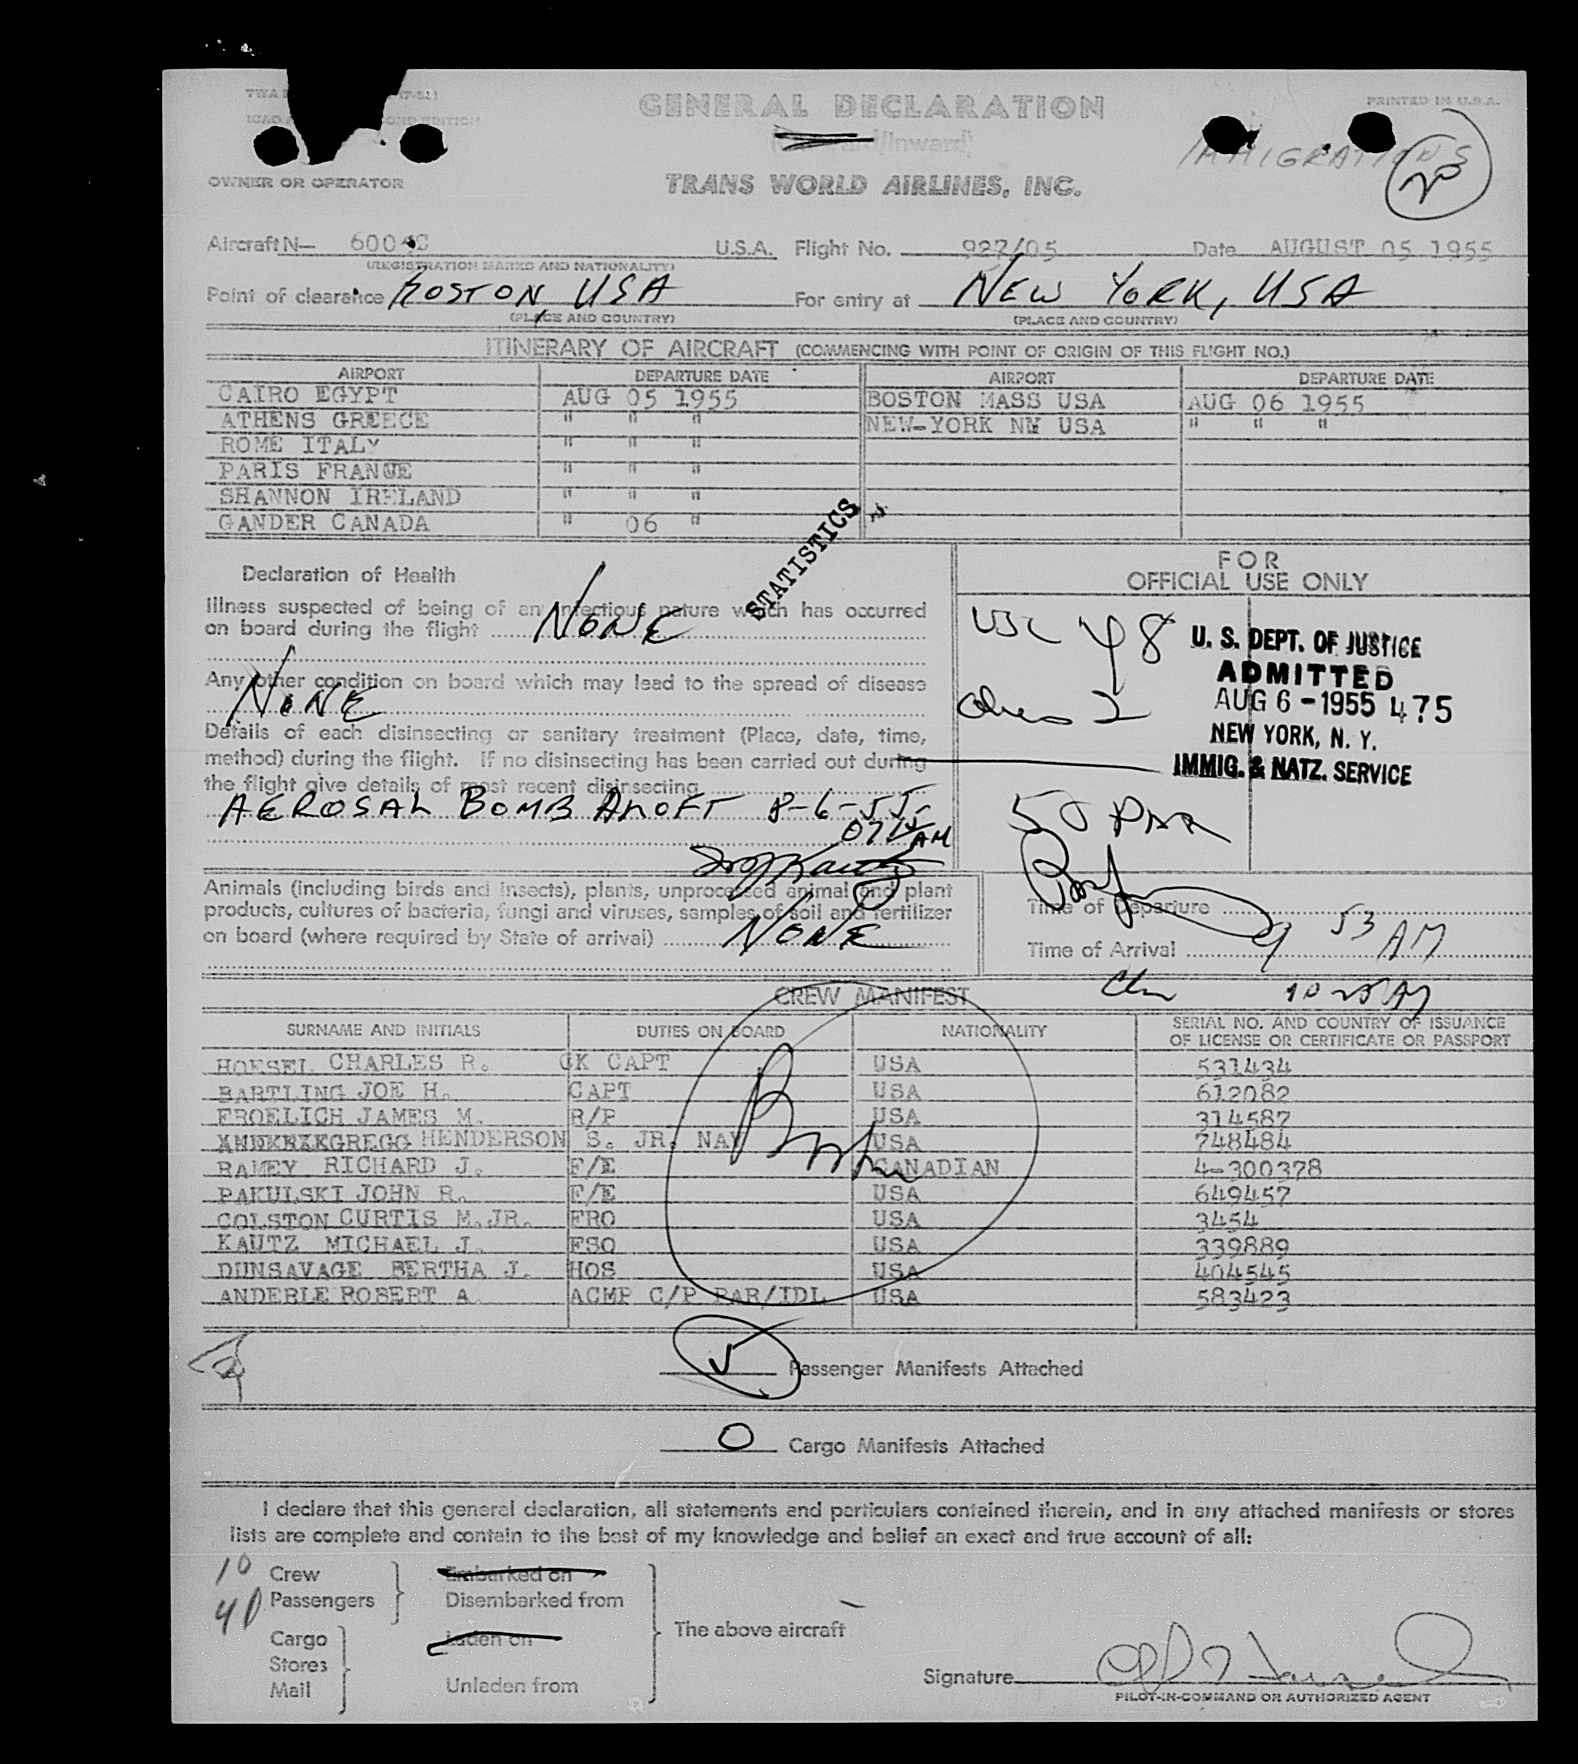 GENERAL DECLARATION
PRINTED IN U.S.A.
IMMIGRATIONS
OWNER OR OPERATOR
TRANS WORLD AIRLINES, INC.
Aircraft N— U.S.A. Flight No. 927/05 Date AUGUST 05 1955
(REGISTRATION MARKS AND NATIONALITY)
Point of clearance BOSTON USA For entry at NEW YORK, USA
(PLACE AND COUNTRY) (PLACE AND COUNTRY)
ITINERARY OF AIRCRAFT (COMMENCING WITH POINT OF ORIGIN OF THIS FLIGHT NO.)
AIRPORT DEPARTURE DATE AIRPORT DEPARTURE DATE
CAIRO EGYPT AUG 05 1955 BOSTON MASS USA AUG 06 1955
ATHENS GREECE " " " NEW-YORK NY USA " " "
ROME ITALY " " "
PARIS FRANCE " " "
SHANNON IRELAND " " "
GANDER CANADA " 06 "
STATISTICS
Declaration of Health
Illness suspected of being of an infectious nature which has occurred
on board during the flight NONE
Any other condition on board which may lead to the spread of disease
NONE
Details of each disinsecting or sanitary treatment (Place, date, time,
method) during the flight. If no disinsecting has been carried out during
the flight give details of most recent disinsecting
AEROSAL BOMB ALOFT 8-6-55-
0715 AM
FOR
OFFICIAL USE ONLY
USC 48
2
U. S. DEPT. OF JUSTICE
ADMITTED
AUG 6 - 1955 475
NEW YORK, N. Y.
IMMIG. & NATZ. SERVICE
50
Animals (including birds and insects), plants, unprocessed animal and plant
products, cultures of bacteria, fungi and viruses, samples of soil and fertilizer
on board (where required by State of arrival) NONE
Time of Departure
Time of Arrival 9 53 AM
CREW MANIFEST
SURNAME AND INITIALS DUTIES ON BOARD NATIONALITY SERIAL NO. AND COUNTRY OF ISSUANCE
OF LICENSE OR CERTIFICATE OR PASSPORT
HOESEL CHARLES R. CK CAPT USA 531434
BARTLING JOE H. CAPT USA 612082
FROELICH JAMES M. R/P USA 314587
GREGG HENDERSON S. JR. NAV USA 748484
RAMEY RICHARD J. F/E CANADIAN 4-300378
PAKULSKI JOHN R. F/E USA 649457
COLSTON CURTIS M.JR. FRO USA 3454
KAUTZ MICHAEL J. FSO USA 339889
DUNSAVAGE BERTHA J. HOS USA 404545
ANDERLE ROBERT A. ACMP C/P PAR/IDL USA 583423
Passenger Manifests Attached
O Cargo Manifests Attached
I declare that this general declaration, all statements and particulars contained therein, and in any attached manifests or stores
lists are complete and contain to the best of my knowledge and belief an exact and true account of all:
10 Crew Embarked on
40 Passengers Disembarked from
The above aircraft
Cargo Laden on
Stores
Mail Unladen from
Signature
PILOT-IN-COMMAND OR AUTHORIZED AGENT